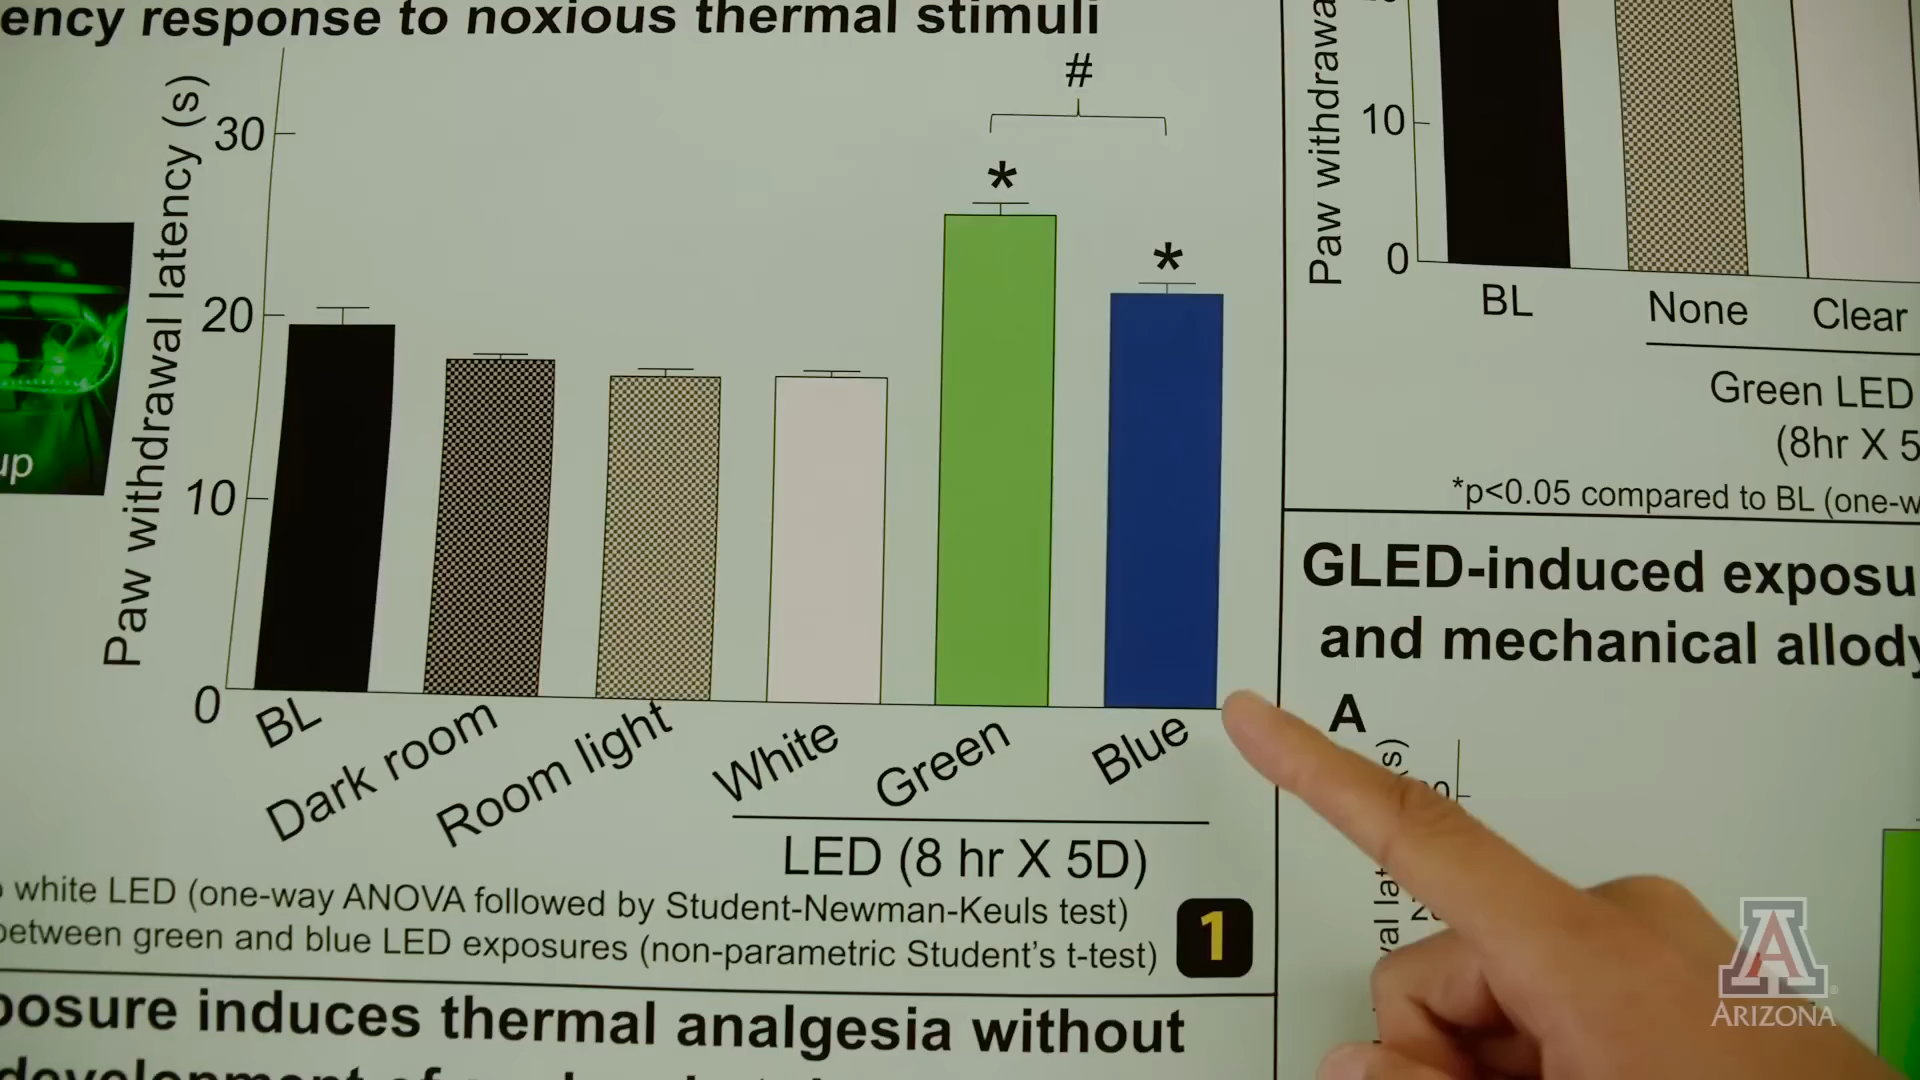 ency response to noxious thermal stimuli
#
Paw withdrawal latency (s)
30
20
10
0
*
*
BL
Dark room
Room light
White
Green
Blue
LED (8 hr X 5D)
white LED (one-way ANOVA followed by Student-Newman-Keuls test)
between green and blue LED exposures (non-parametric Student's t-test)
1
posure induces thermal analgesia without
up
Paw withdrawa
10
0
BL
None
Clear
Green LED
(8hr X 5
*p<0.05 compared to BL (one-w
GLED-induced exposu
and mechanical allody
A
(s)
A
ARIZONA